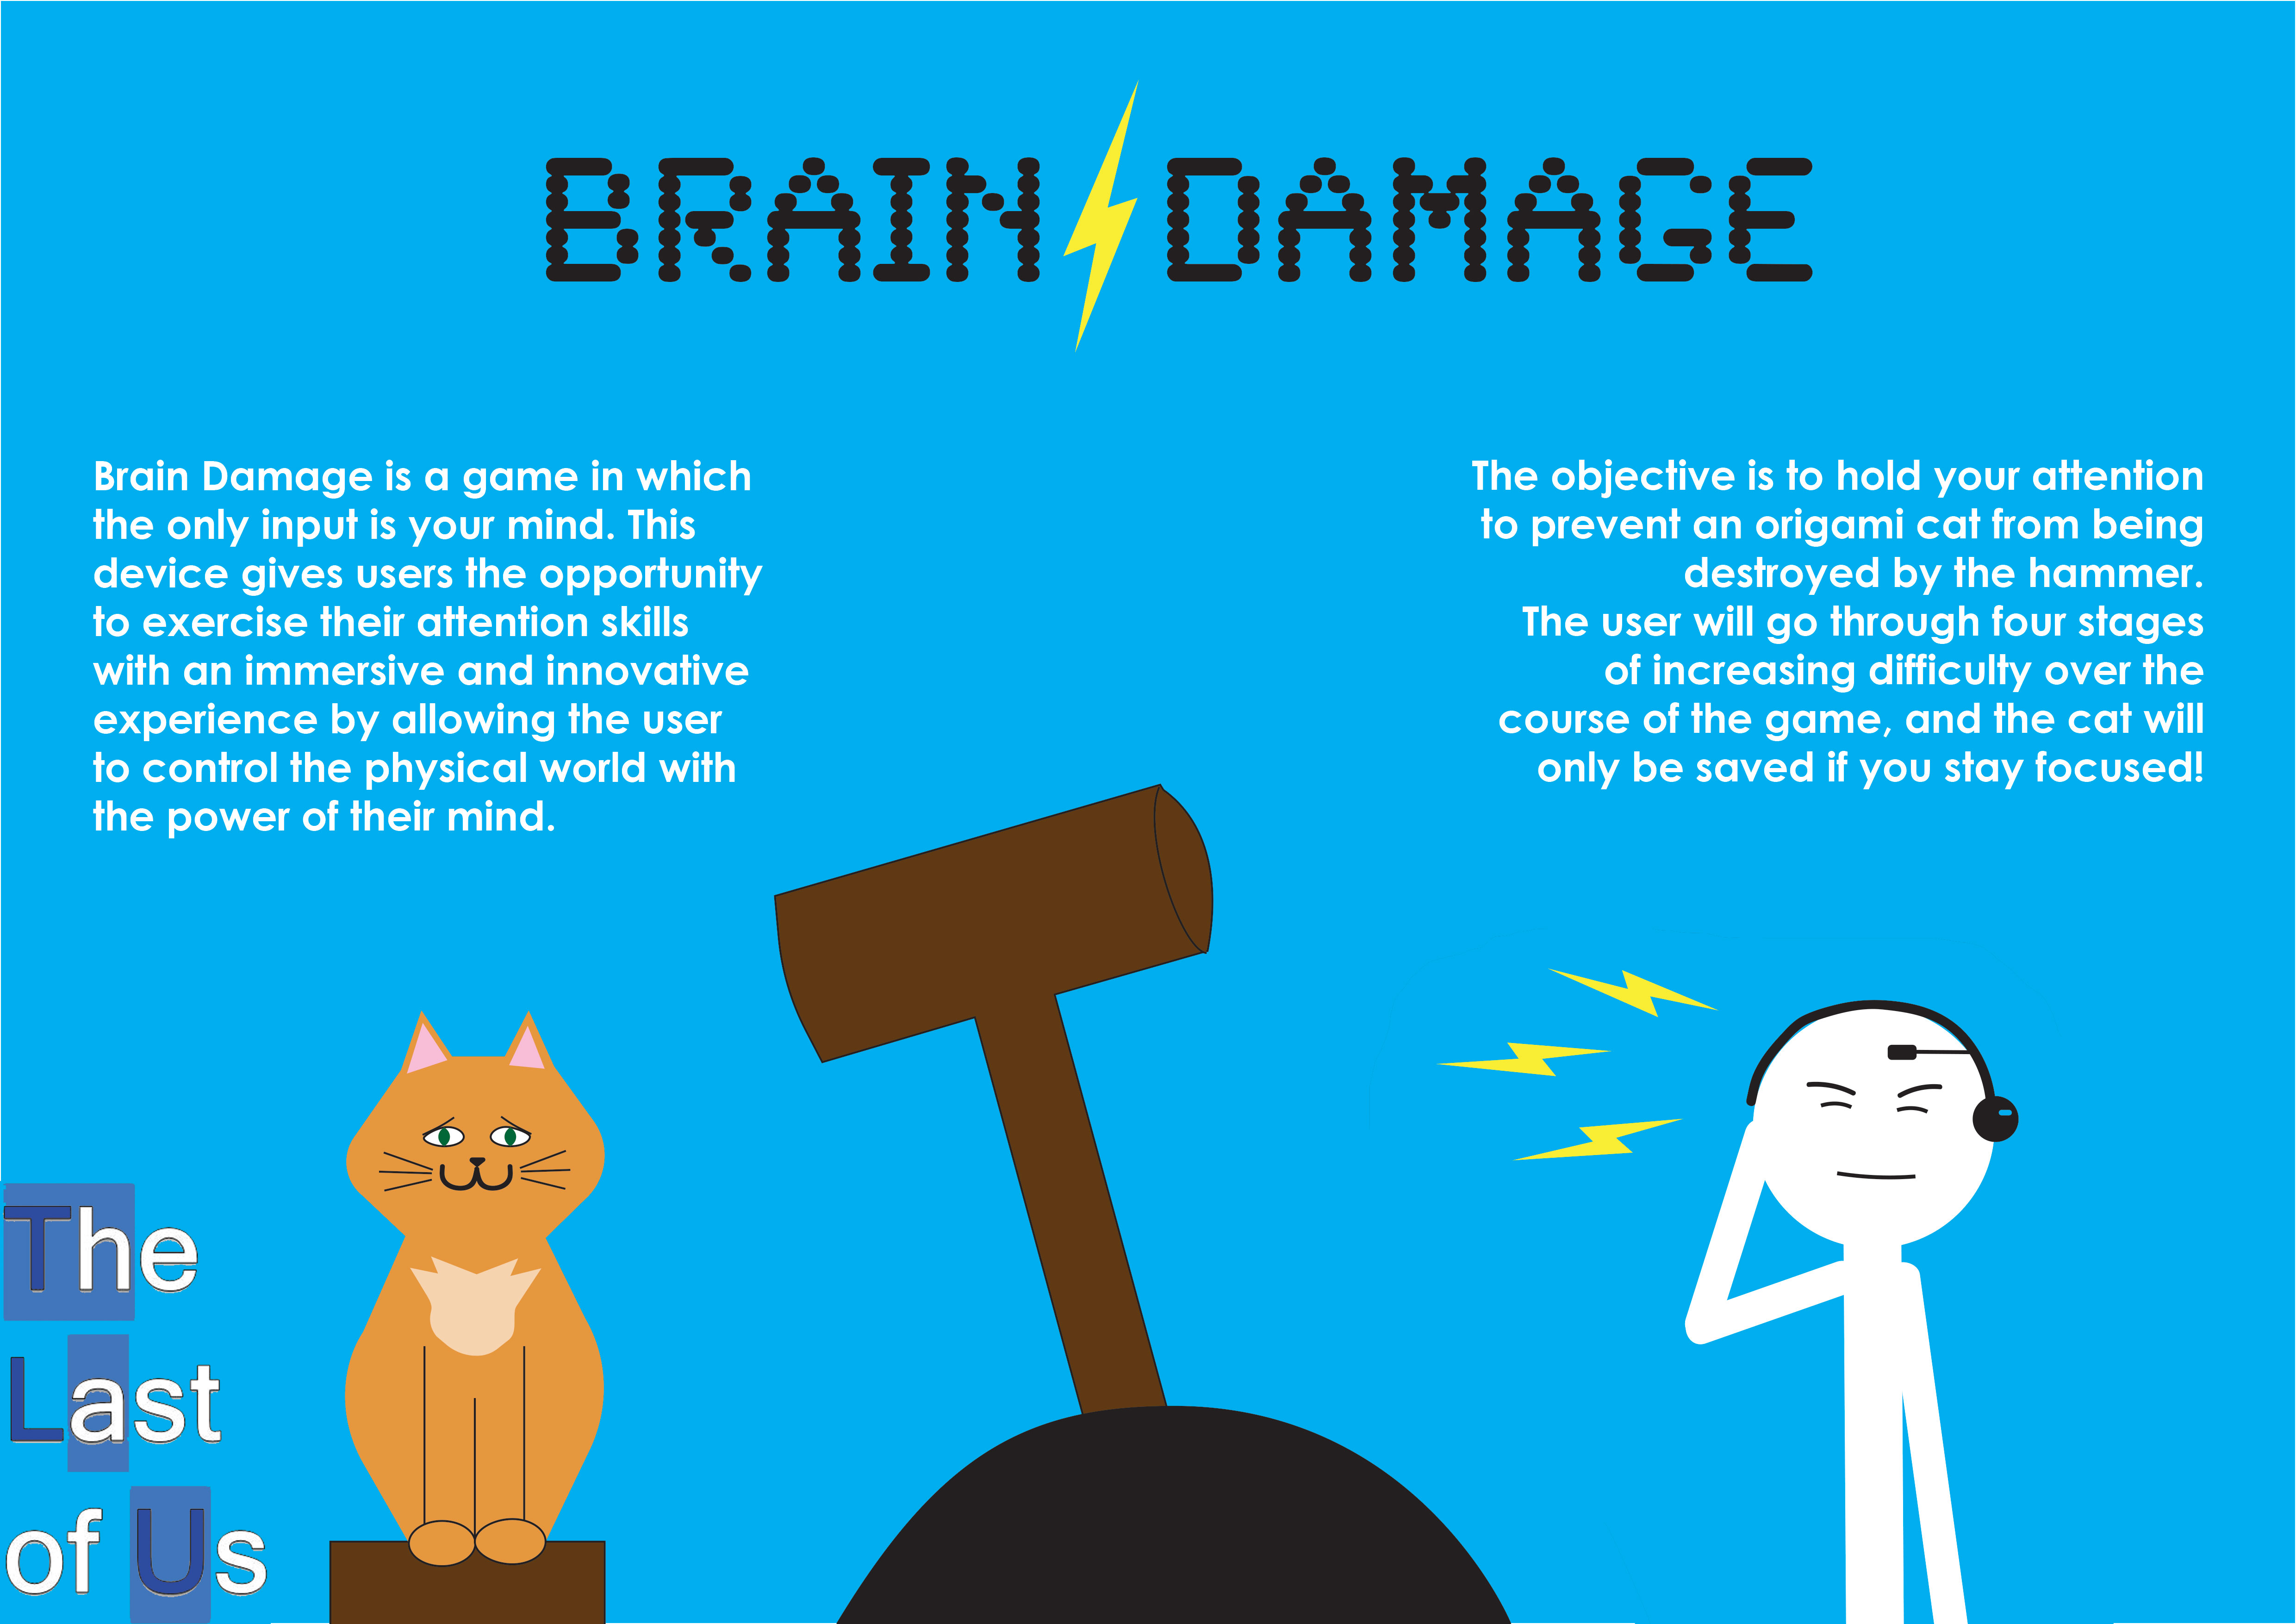 BRAIN DAMAGE
Brain Damage is a game in which
the only input is your mind. This
device gives users the opportunity
to exercise their attention skills
with an immersive and innovative
experience by allowing the user
to control the physical world with
the power of their mind.
The objective is to hold your attention
to prevent an origami cat from being
destroyed by the hammer.
The user will go through four stages
of increasing difficulty over the
course of the game, and the cat will
only be saved if you stay focused!
The
Last
of Us